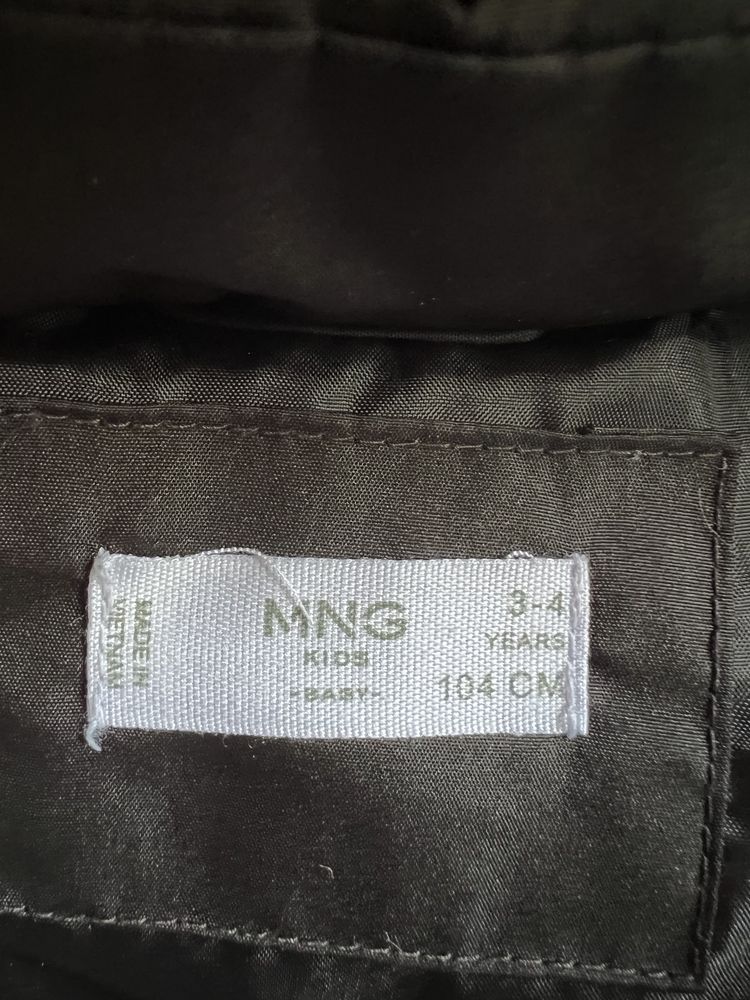 MADE IN
VIETNAM
MNG
KIDS
-BABY-
3-4
YEARS
104 CM